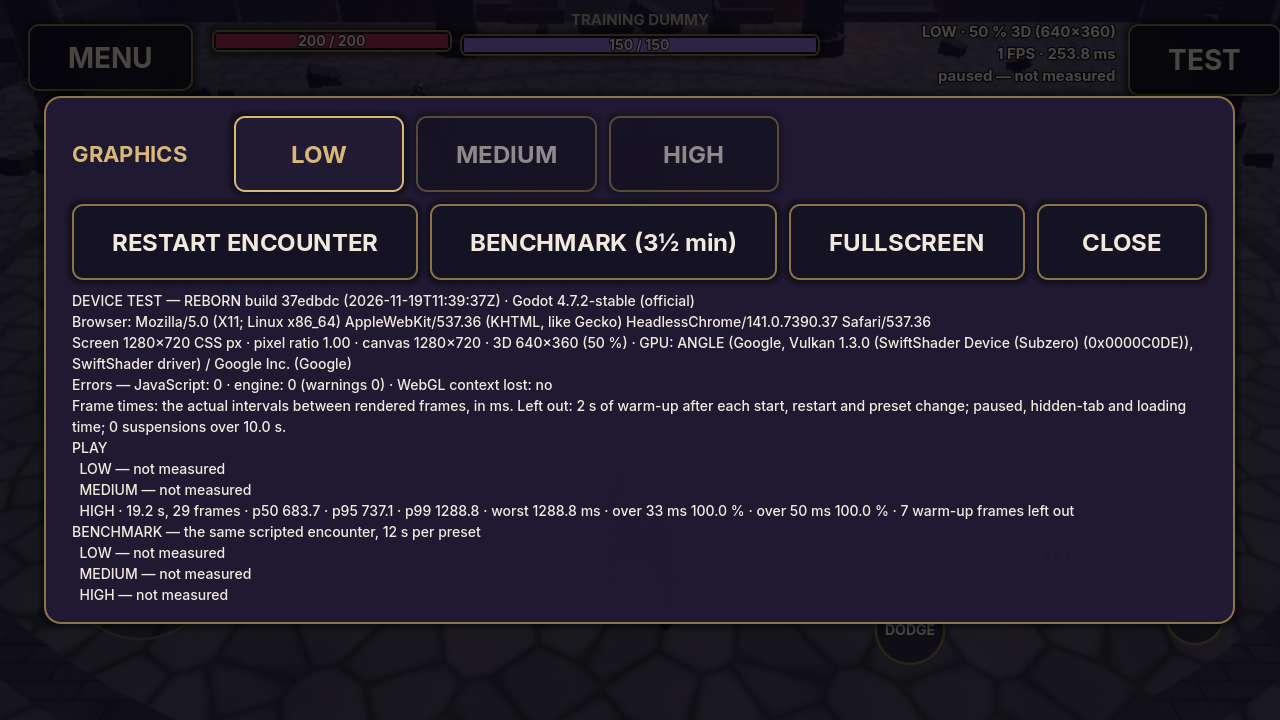 TRAINING DUMMY
MENU
200 / 200
150 / 150
LOW · 50 % 3D (640×360)
1 FPS · 253.8 ms
paused — not measured
TEST
GRAPHICS
LOW
MEDIUM
HIGH
RESTART ENCOUNTER
BENCHMARK (3½ min)
FULLSCREEN
CLOSE
DEVICE TEST — REBORN build 37edbdc (2026-11-19T11:39:37Z) · Godot 4.7.2-stable (official)
Browser: Mozilla/5.0 (X11; Linux x86_64) AppleWebKit/537.36 (KHTML, like Gecko) HeadlessChrome/141.0.7390.37 Safari/537.36
Screen 1280×720 CSS px · pixel ratio 1.00 · canvas 1280×720 · 3D 640×360 (50 %) · GPU: ANGLE (Google, Vulkan 1.3.0 (SwiftShader Device (Subzero) (0x0000C0DE)),
SwiftShader driver) / Google Inc. (Google)
Errors — JavaScript: 0 · engine: 0 (warnings 0) · WebGL context lost: no
Frame times: the actual intervals between rendered frames, in ms. Left out: 2 s of warm-up after each start, restart and preset change; paused, hidden-tab and loading
time; 0 suspensions over 10.0 s.
PLAY
LOW — not measured
MEDIUM — not measured
HIGH · 19.2 s, 29 frames · p50 683.7 · p95 737.1 · p99 1288.8 · worst 1288.8 ms · over 33 ms 100.0 % · over 50 ms 100.0 % · 7 warm-up frames left out
BENCHMARK — the same scripted encounter, 12 s per preset
LOW — not measured
MEDIUM — not measured
HIGH — not measured
DODGE